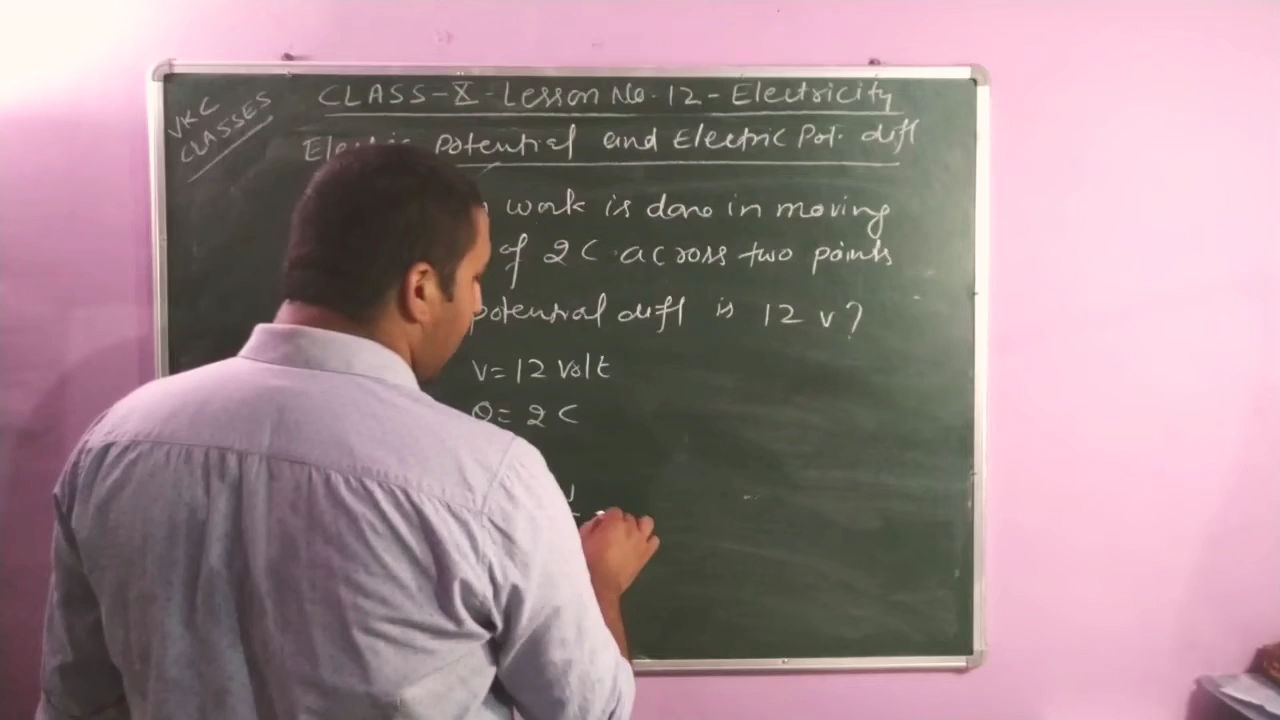 VKC
CLASSES
CLASS-X-Lesson No. 12-Electricity
Potential and Electric Pot. diff
work is done in moving
of 2C across two points
potential diff is 12 v?
V=12 volt
Q= 2 C